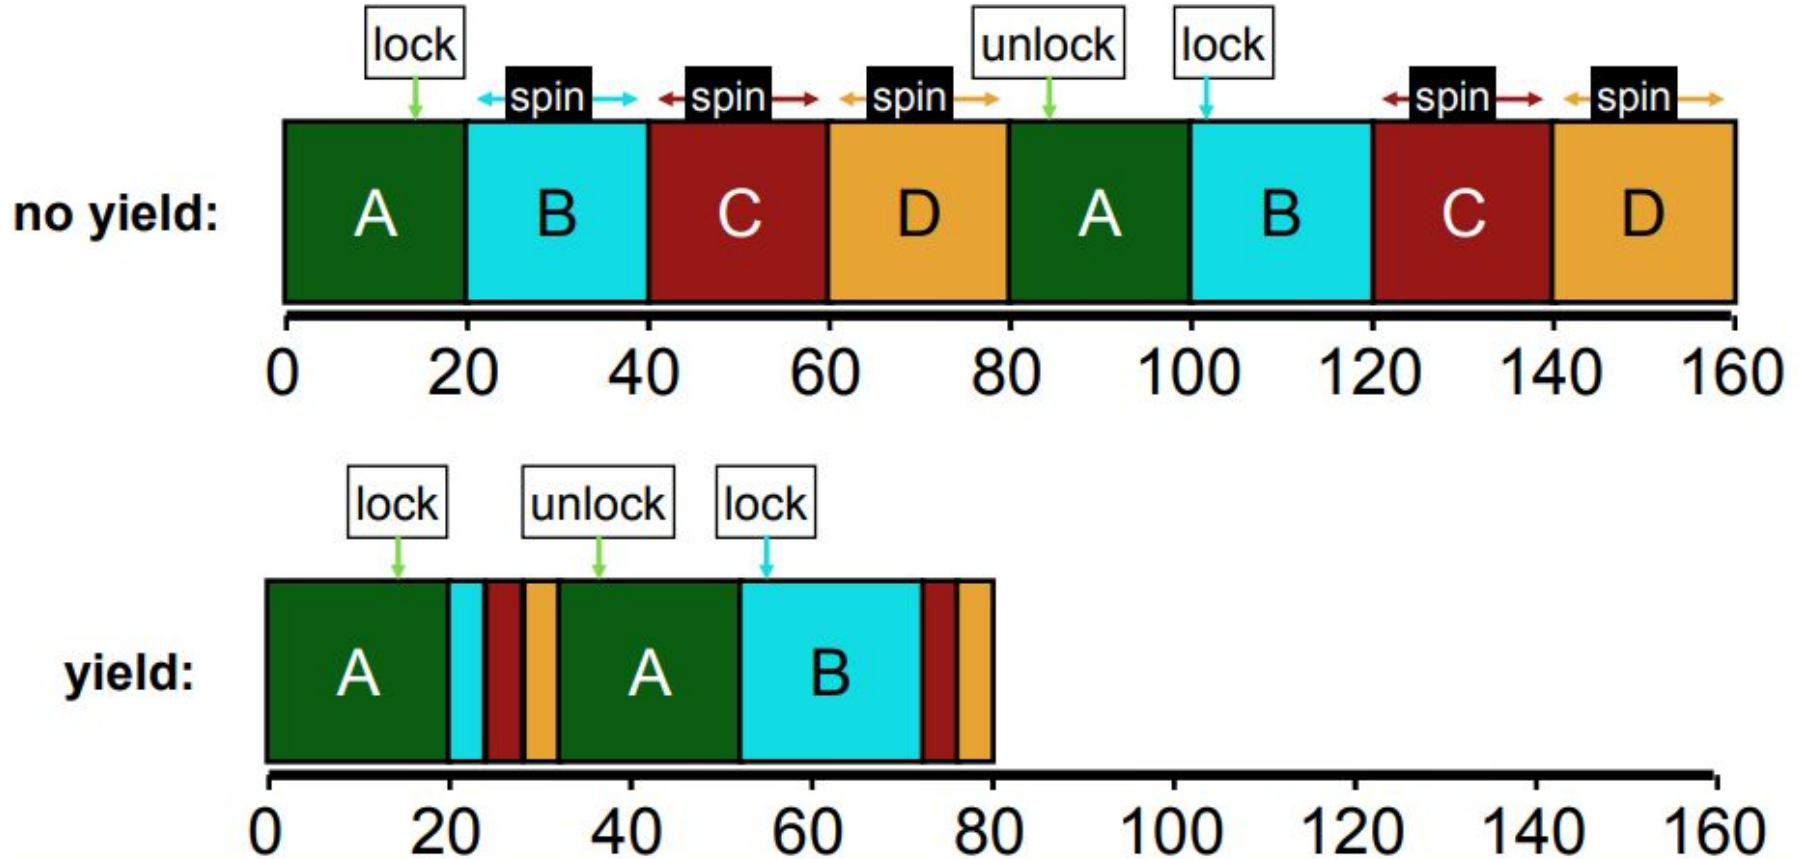 lock unlock lock
spin spin spin spin spin
no yield: A B C D A B C D
0 20 40 60 80 100 120 140 160
lock unlock lock
yield: A A B
0 20 40 60 80 100 120 140 160